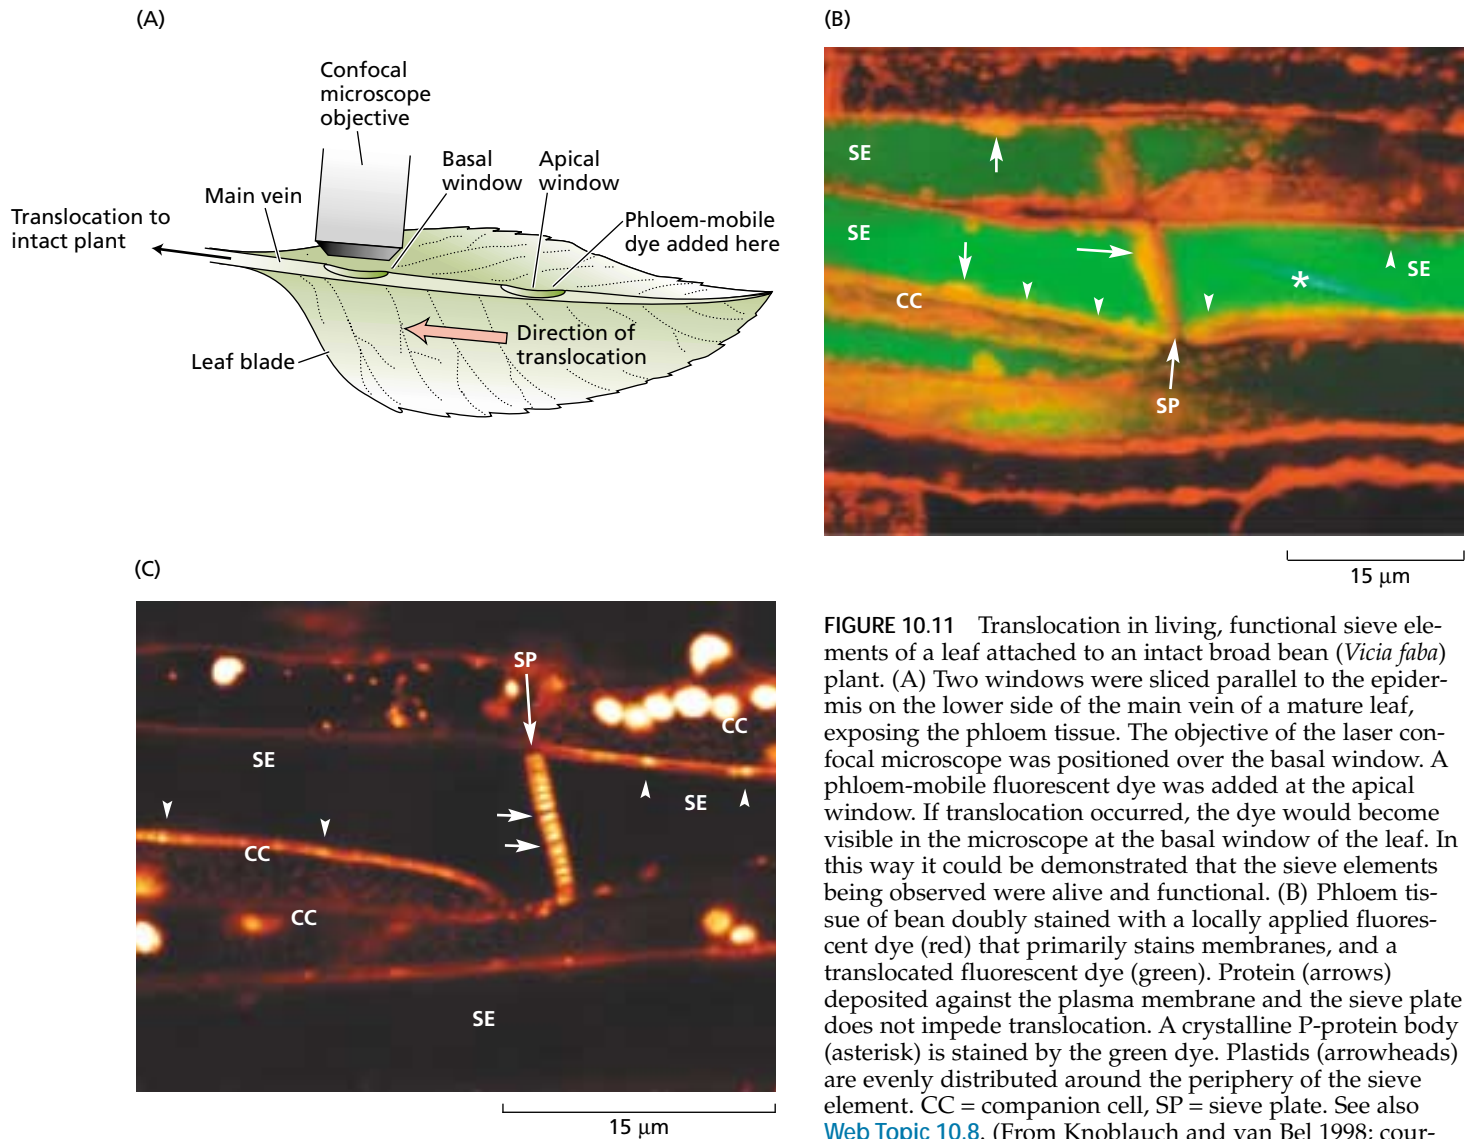 (A)
Confocal
microscope
objective
Basal
window
Apical
window
Main vein
Phloem-mobile
dye added here
Translocation to
intact plant
Direction of
translocation
Leaf blade
(B)
SE
SE
SE
*
CC
SP
15 µm
(C)
SP
CC
SE
SE
CC
CC
SE
15 µm
FIGURE 10.11 Translocation in living, functional sieve ele-
ments of a leaf attached to an intact broad bean (Vicia faba)
plant. (A) Two windows were sliced parallel to the epider-
mis on the lower side of the main vein of a mature leaf,
exposing the phloem tissue. The objective of the laser con-
focal microscope was positioned over the basal window. A
phloem-mobile fluorescent dye was added at the apical
window. If translocation occurred, the dye would become
visible in the microscope at the basal window of the leaf. In
this way it could be demonstrated that the sieve elements
being observed were alive and functional. (B) Phloem tis-
sue of bean doubly stained with a locally applied fluores-
cent dye (red) that primarily stains membranes, and a
translocated fluorescent dye (green). Protein (arrows)
deposited against the plasma membrane and the sieve plate
does not impede translocation. A crystalline P-protein body
(asterisk) is stained by the green dye. Plastids (arrowheads)
are evenly distributed around the periphery of the sieve
element. CC = companion cell, SP = sieve plate. See also
Web Topic 10.8. (From Knoblauch and van Bel 1998; cour-